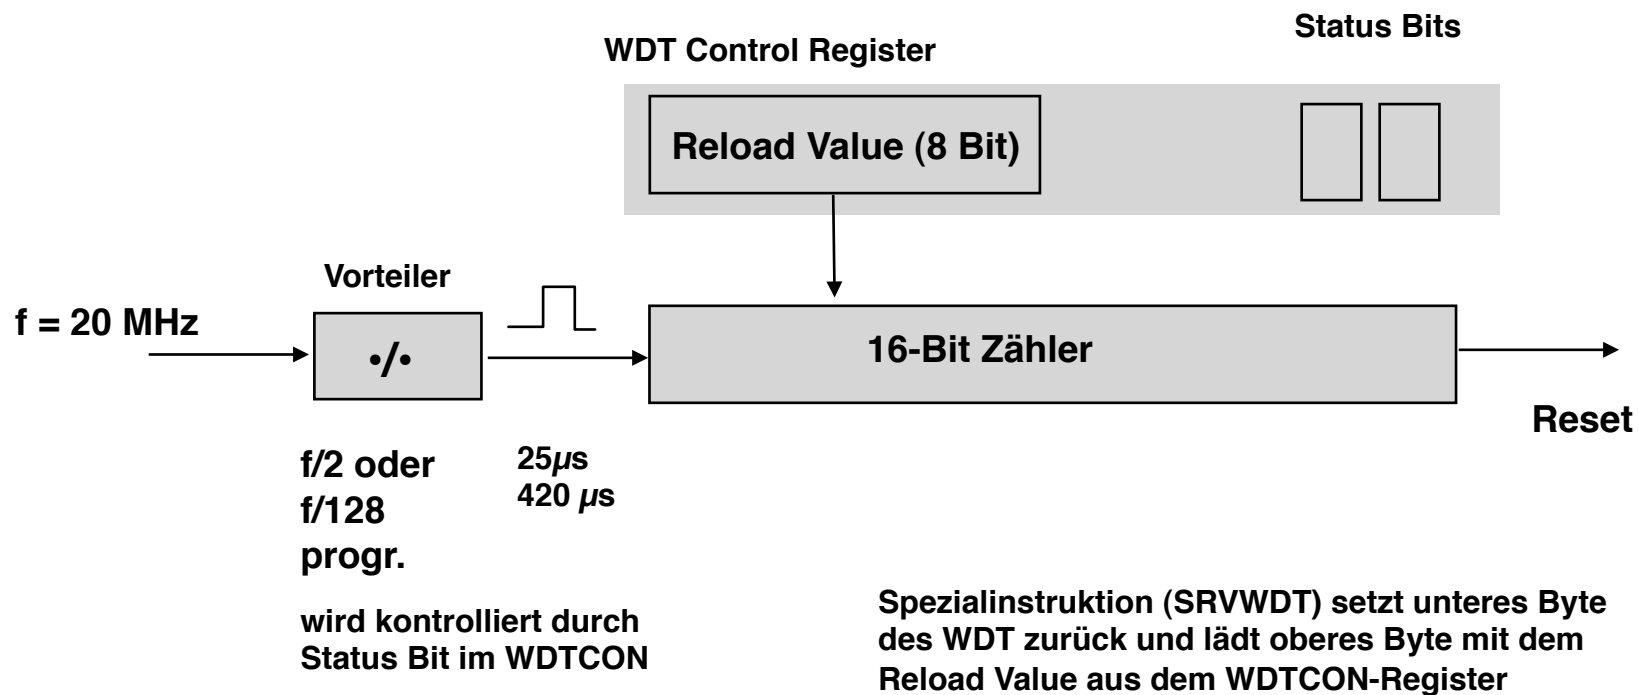 Status Bits
WDT Control Register
Reload Value (8 Bit)
Vorteiler
f = 20 MHz
•/•
16-Bit Zähler
Reset
f/2 oder
f/128
progr.
25µs
420 µs
wird kontrolliert durch
Status Bit im WDTCON
Spezialinstruktion (SRVWDT) setzt unteres Byte
des WDT zurück und lädt oberes Byte mit dem
Reload Value aus dem WDTCON-Register